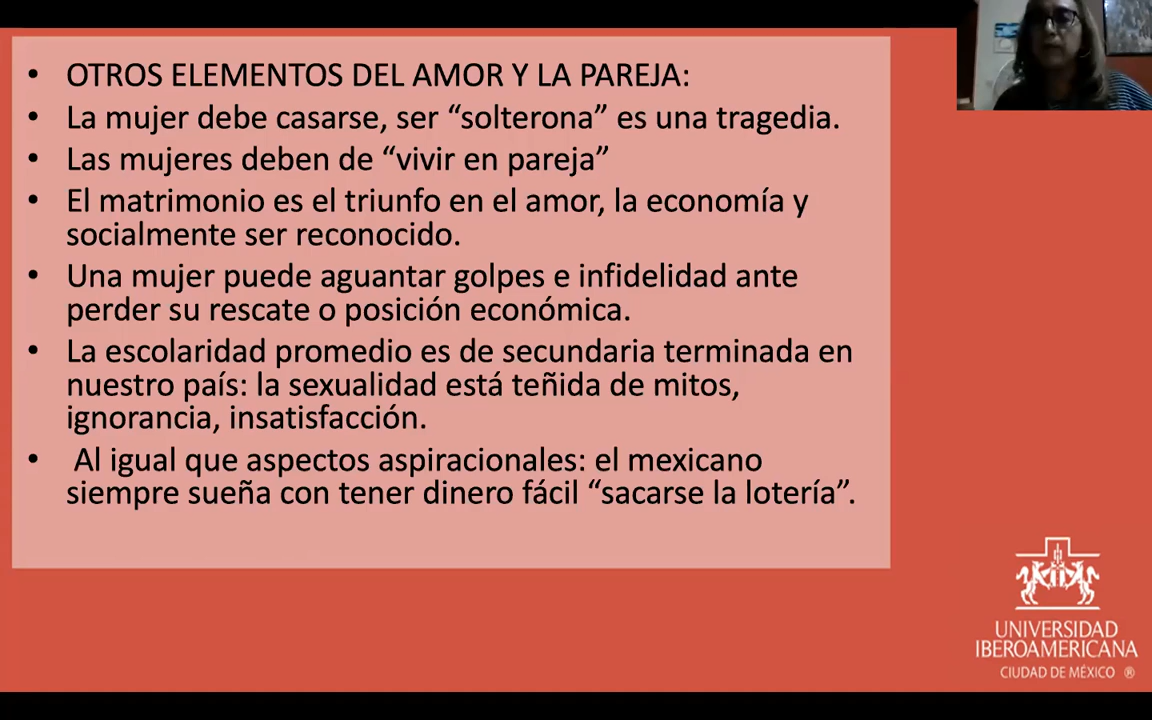 • OTROS ELEMENTOS DEL AMOR Y LA PAREJA:
• La mujer debe casarse, ser “solterona” es una tragedia.
• Las mujeres deben de “vivir en pareja”
• El matrimonio es el triunfo en el amor, la economía y
socialmente ser reconocido.
• Una mujer puede aguantar golpes e infidelidad ante
perder su rescate o posición económica.
• La escolaridad promedio es de secundaria terminada en
nuestro país: la sexualidad está teñida de mitos,
ignorancia, insatisfacción.
• Al igual que aspectos aspiracionales: el mexicano
siempre sueña con tener dinero fácil “sacarse la lotería”.
UNIVERSIDAD
IBEROAMERICANA
CIUDAD DE MÉXICO ®